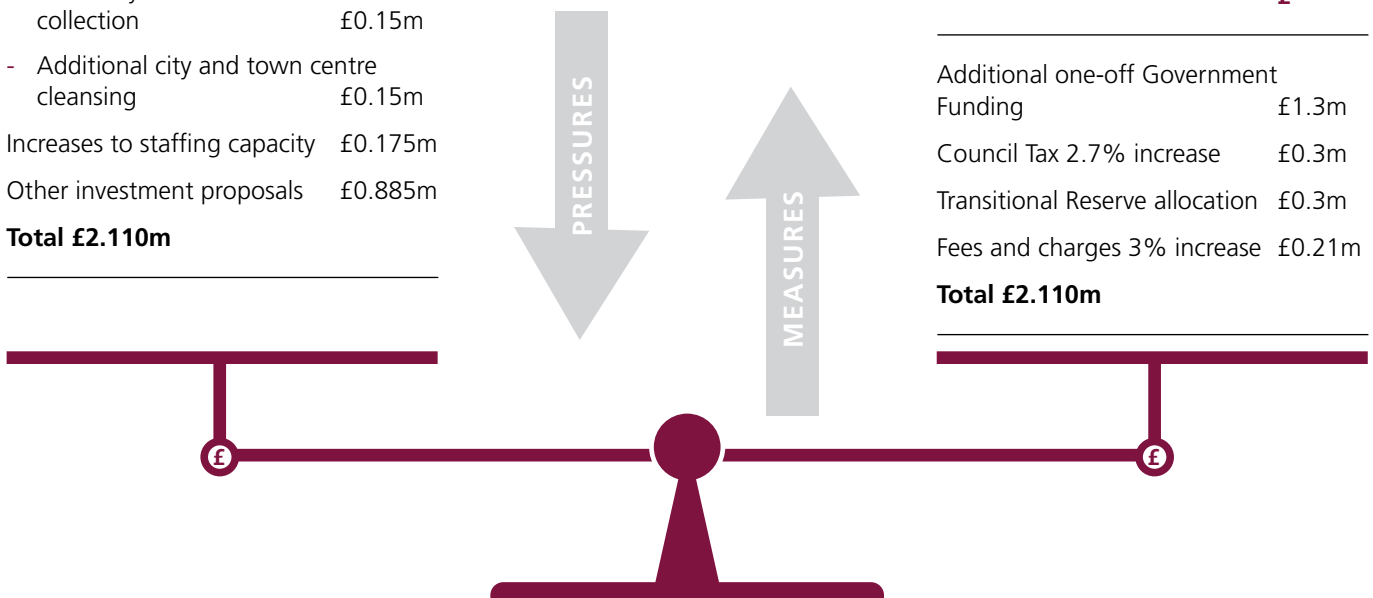 collection £0.15m
- Additional city and town centre
cleansing £0.15m
Increases to staffing capacity £0.175m
Other investment proposals £0.885m
Total £2.110m
PRESSURES
MEASURES
£
Additional one-off Government
Funding £1.3m
Council Tax 2.7% increase £0.3m
Transitional Reserve allocation £0.3m
Fees and charges 3% increase £0.21m
Total £2.110m
£
£